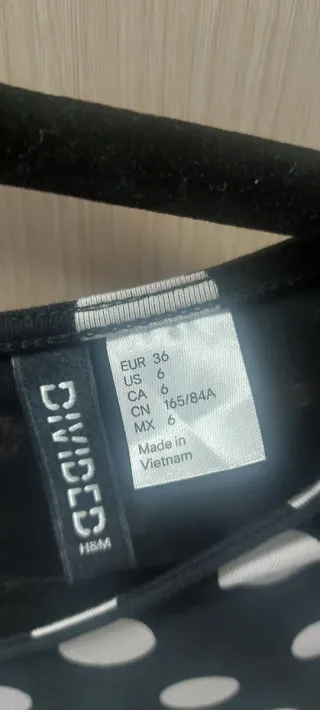 EUR 36
US 6
CA 6
CN 165/84A
MX 6
Made in
Vietnam
DIVIDED
H&M